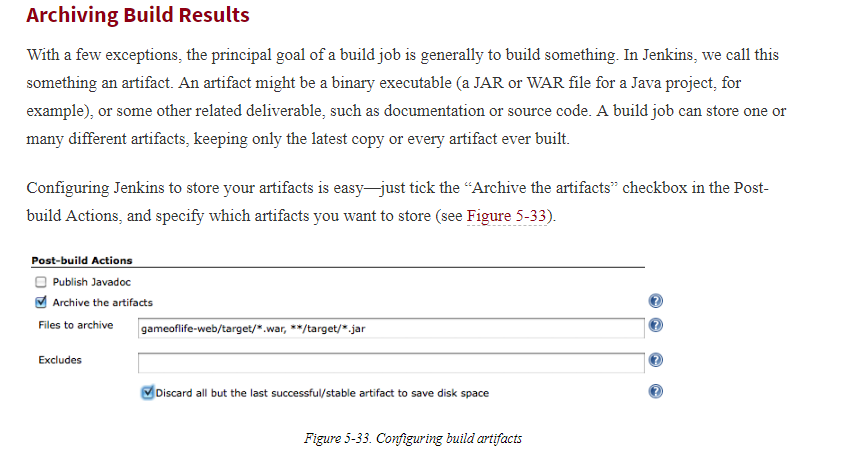 Archiving Build Results
With a few exceptions, the principal goal of a build job is generally to build something. In Jenkins, we call this
something an artifact. An artifact might be a binary executable (a JAR or WAR file for a Java project, for
example), or some other related deliverable, such as documentation or source code. A build job can store one or
many different artifacts, keeping only the latest copy or every artifact ever built.
Configuring Jenkins to store your artifacts is easy—just tick the “Archive the artifacts” checkbox in the Post-
build Actions, and specify which artifacts you want to store (see Figure 5-33).
Post-build Actions
Publish Javadoc
Archive the artifacts
Files to archive gameoflife-web/target/*.war, **/target/*.jar
Excludes
Discard all but the last successful/stable artifact to save disk space
Figure 5-33. Configuring build artifacts